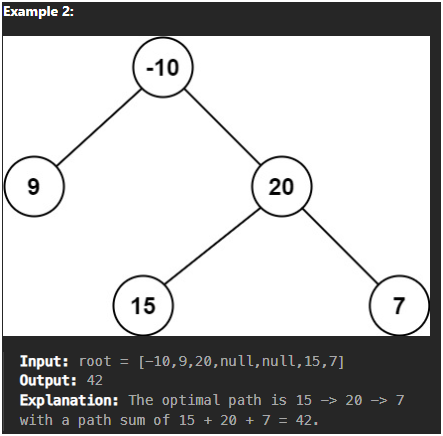 Example 2:
-10
9
20
15
7
Input: root = [-10,9,20,null,null,15,7]
Output: 42
Explanation: The optimal path is 15 -> 20 -> 7
with a path sum of 15 + 20 + 7 = 42.